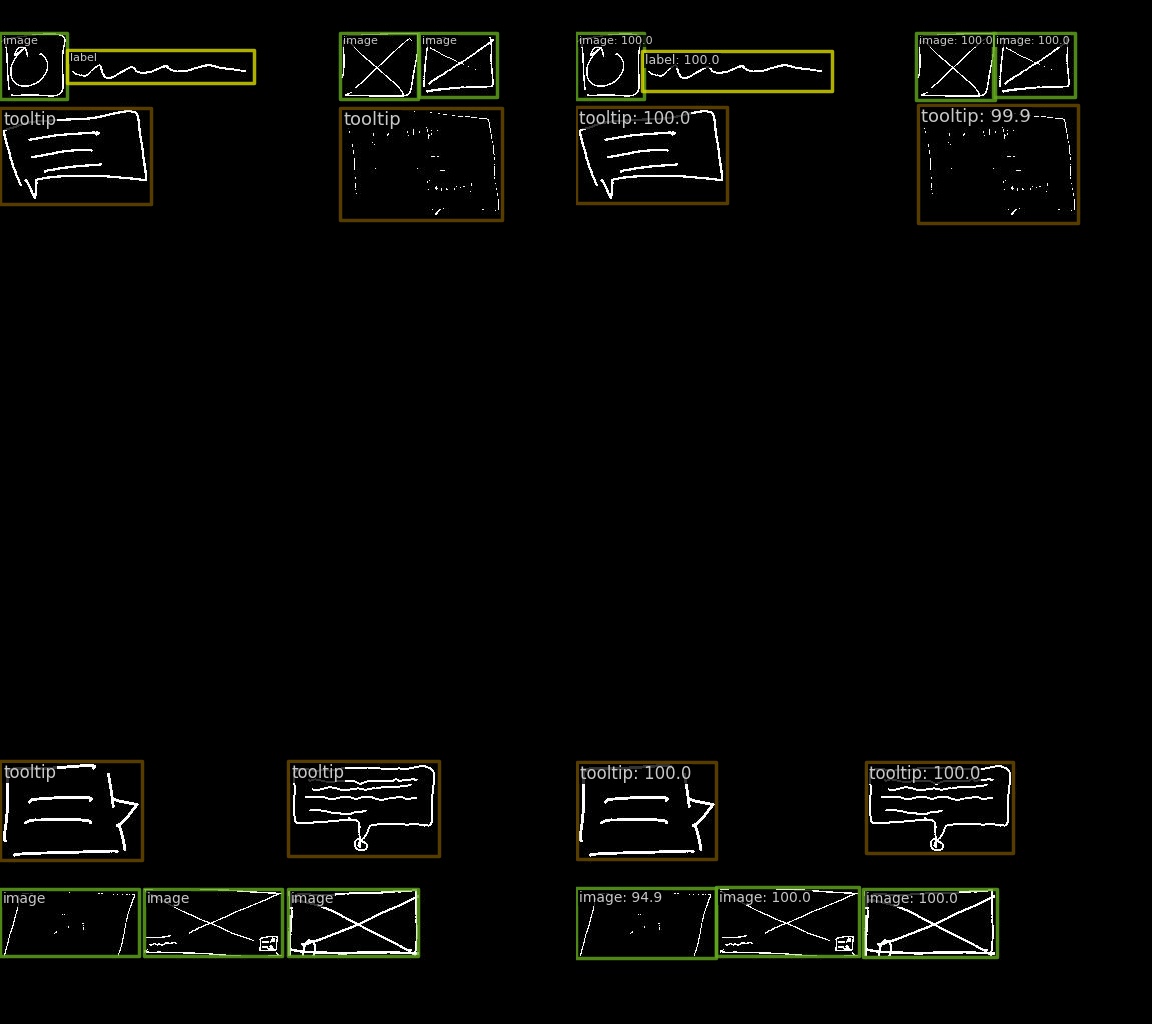 image image image image: 100.0 image: 100.0 image: 100.0
label label: 100.0
tooltip tooltip tooltip: 100.0 tooltip: 99.9
tooltip tooltip tooltip: 100.0 tooltip: 100.0
image image image image: 94.9 image: 100.0 image: 100.0